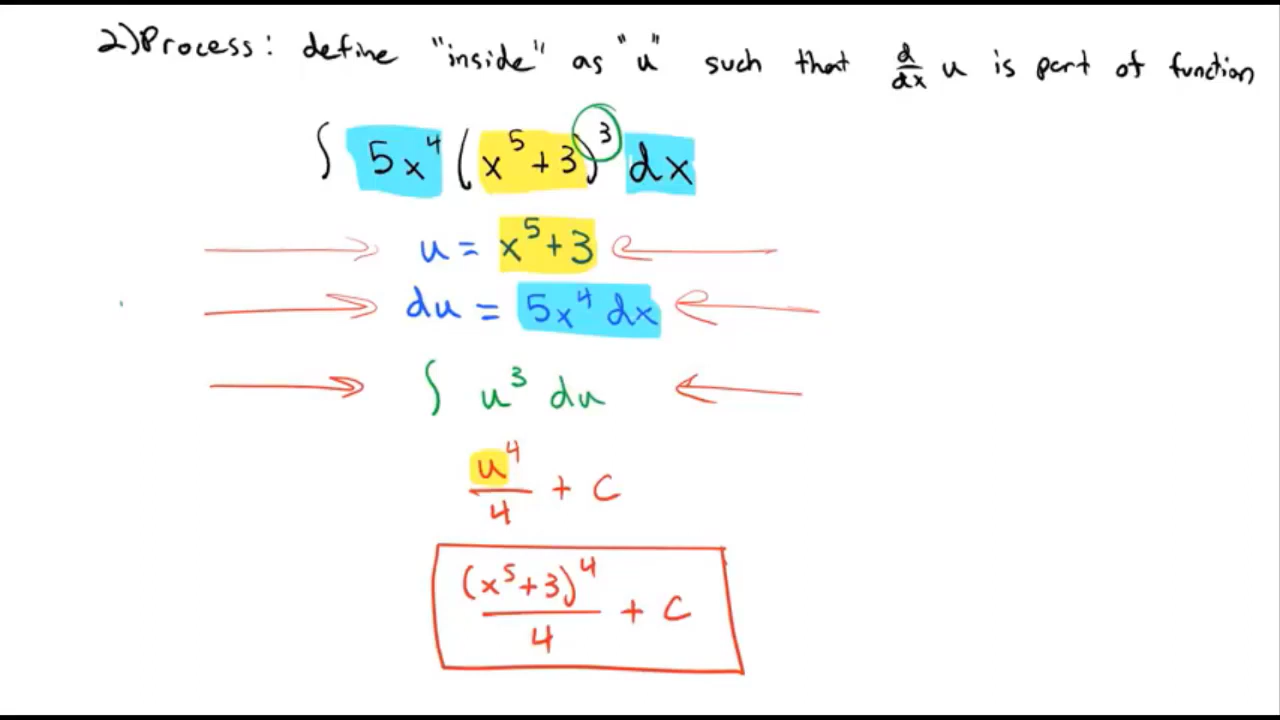 2) Process: define "inside" as "u" such that d/dx u is part of function
∫ 5x⁴ (x⁵+3)³ dx
u = x⁵+3
du = 5x⁴ dx
∫ u³ du
u⁴/4 + C
(x⁵+3)⁴/4 + C